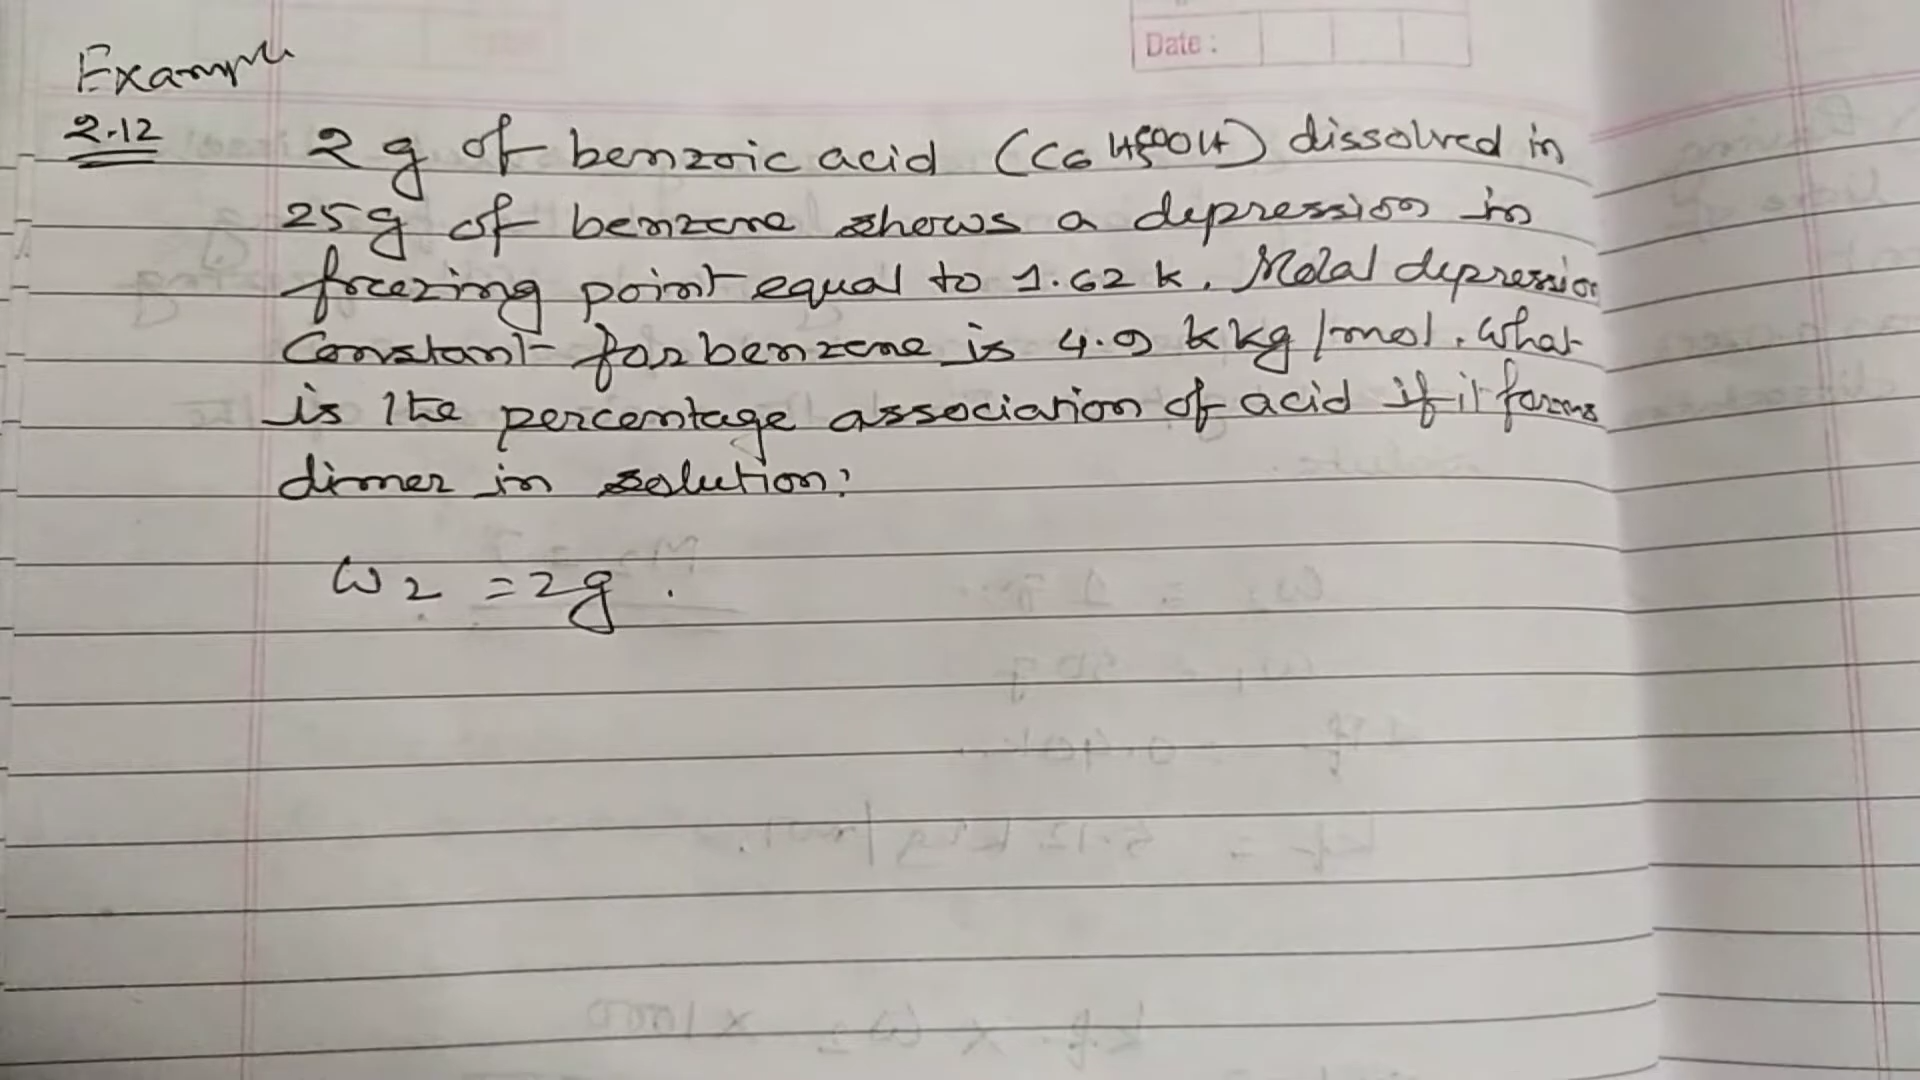 Date :
Example
2.12 2 g of benzoic acid (C6H5COOH) dissolved in
25g of benzene shows a depression in
freezing point equal to 1.62 k. Molal depression
Constant for benzene is 4.9 k kg/mol. What
is the percentage association of acid if it forms
dimer in solution?
W2 = 2g.